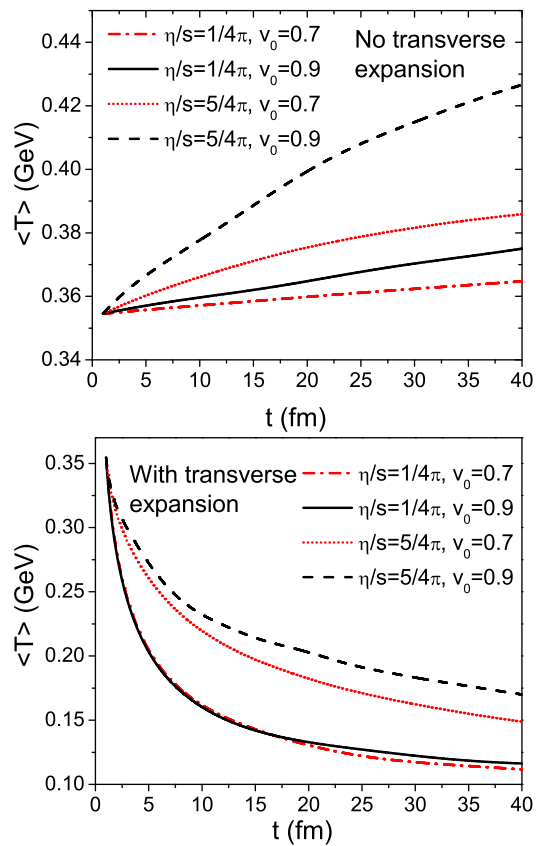 0.44
0.42
0.40
0.38
0.36
0.34
<T> (GeV)
η/s=1/4π, v₀=0.7
η/s=1/4π, v₀=0.9
η/s=5/4π, v₀=0.7
η/s=5/4π, v₀=0.9
No transverse
expansion
0 5 10 15 20 25 30 35 40
t (fm)
0.35
0.30
0.25
0.20
0.15
0.10
<T> (GeV)
With transverse
expansion
η/s=1/4π, v₀=0.7
η/s=1/4π, v₀=0.9
η/s=5/4π, v₀=0.7
η/s=5/4π, v₀=0.9
0 5 10 15 20 25 30 35 40
t (fm)